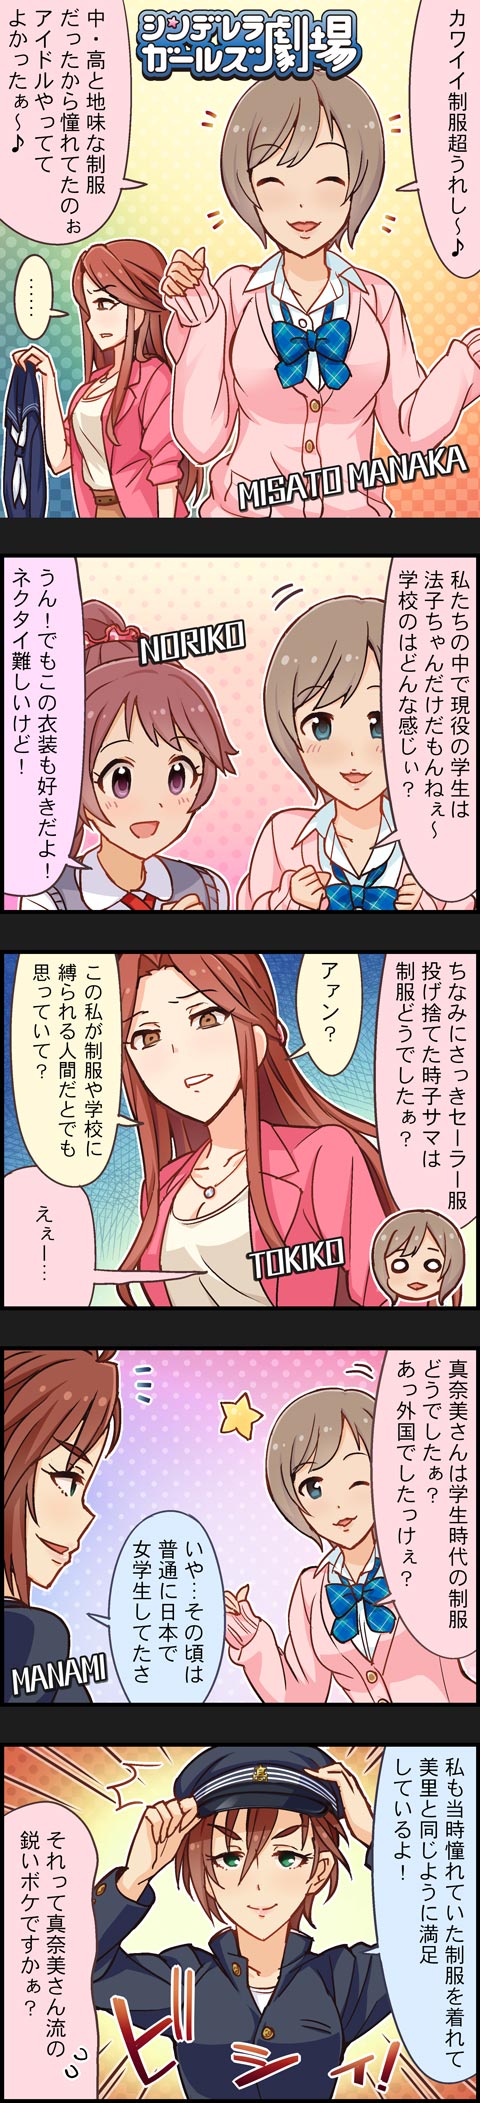 シンデレラ
ガールズ劇場
カワイイ制服超うれし〜♪
中・高と地味な制服
だったから憧れてたのぉ
アイドルやってて
よかったぁ〜♪
……
MISATO MANAKA
私たちの中で現役の学生は
法子ちゃんだけだもんねぇ〜
学校のはどんな感じぃ?
NORIKO
うん!でもこの衣装も好きだよ!
ネクタイ難しいけど!
ちなみにさっきセーラー服
投げ捨てた時子サマは
制服どうでしたぁ?
アァン?
この私が制服や学校に
縛られる人間だとでも
思っていて?
TOKIKO
えぇー…
真奈美さんは学生時代の制服
どうでしたぁ?
あっ外国でしたっけぇ?
いや…その頃は
普通に日本で
女学生してたさ
MANAMI
私も当時憧れていた制服を着れて
美里と同じように満足
しているよ!
ビシィ!
それって真奈美さん流の
鋭いボケですかぁ?